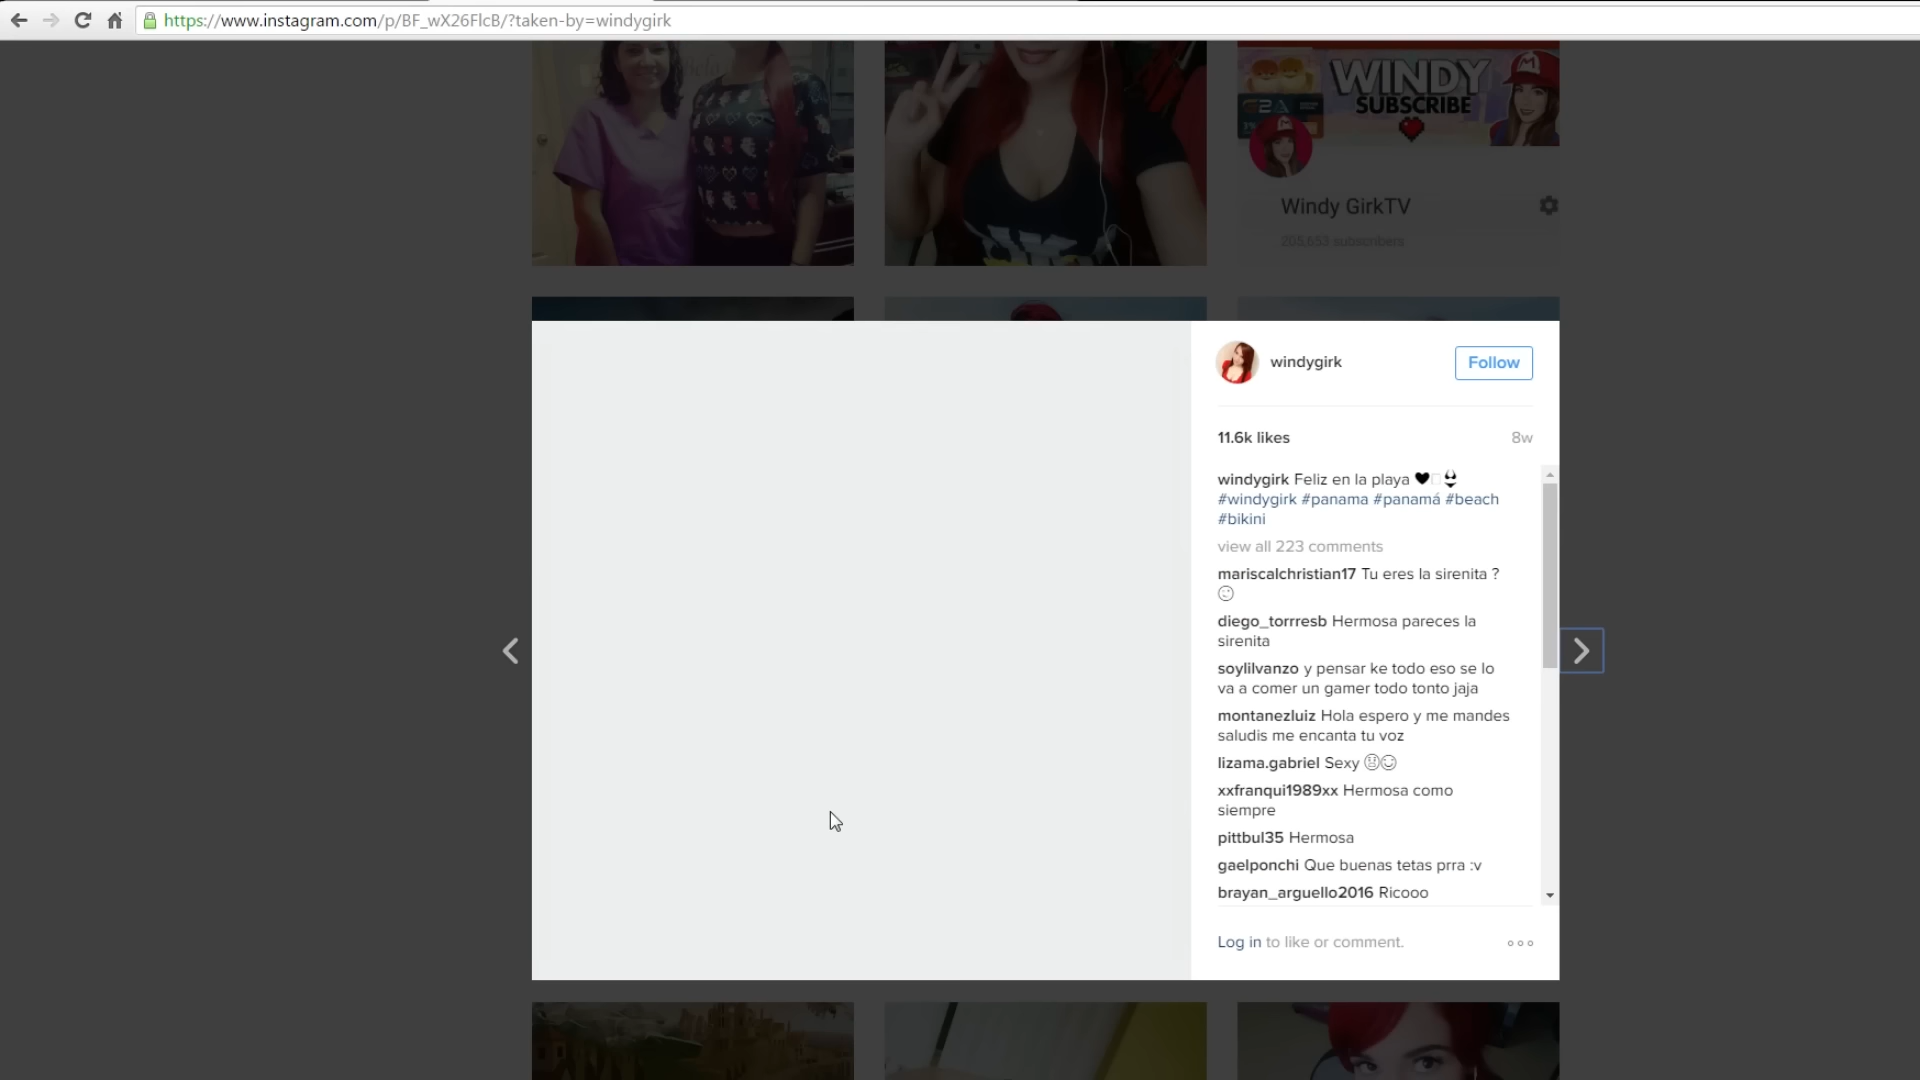 https://www.instagram.com/p/BF_wX26FlcB/?taken-by=windygirk
WINDY
SUBSCRIBE
G2A
Windy GirkTV
205,653 subscribers
windygirk
Follow
11.6k likes
8w
windygirk Feliz en la playa
#windygirk #panama #panamá #beach
#bikini
view all 223 comments
mariscalchristian17 Tu eres la sirenita ?
diego_torrresb Hermosa pareces la
sirenita
soylilvanzo y pensar ke todo eso se lo
va a comer un gamer todo tonto jaja
montanezluiz Hola espero y me mandes
saludis me encanta tu voz
lizama.gabriel Sexy
xxfranqui1989xx Hermosa como
siempre
pittbul35 Hermosa
gaelponchi Que buenas tetas prra :v
brayan_arguello2016 Ricooo
Log in to like or comment.